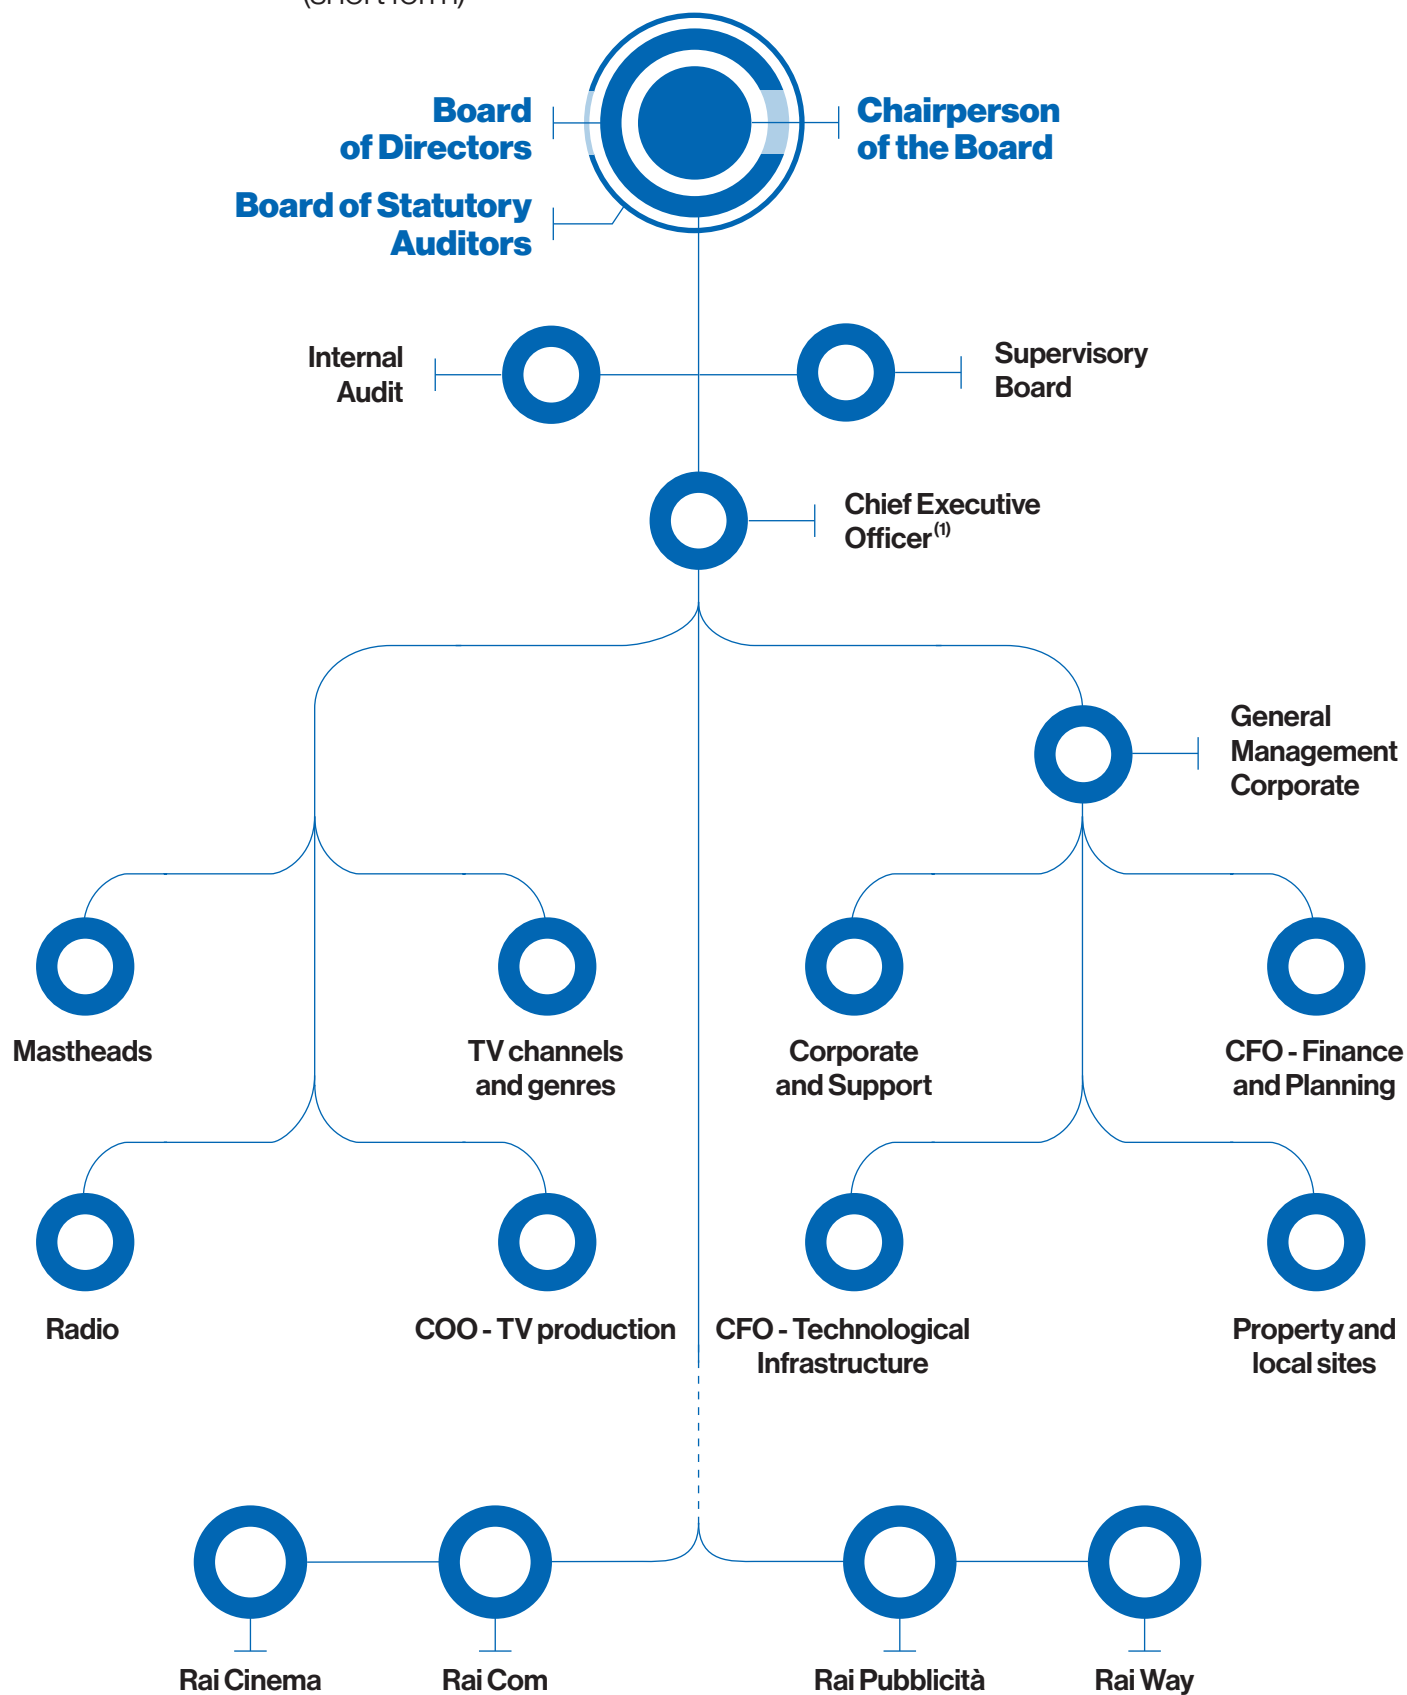 (short form)
Board
of Directors
Chairperson
of the Board
Board of Statutory
Auditors
Internal
Audit
Supervisory
Board
Chief Executive
Officer (1)
General
Management
Corporate
Mastheads
TV channels
and genres
Corporate
and Support
CFO - Finance
and Planning
Radio
COO - TV production
CFO - Technological
Infrastructure
Property and
local sites
Rai Cinema
Rai Com
Rai Pubblicità
Rai Way